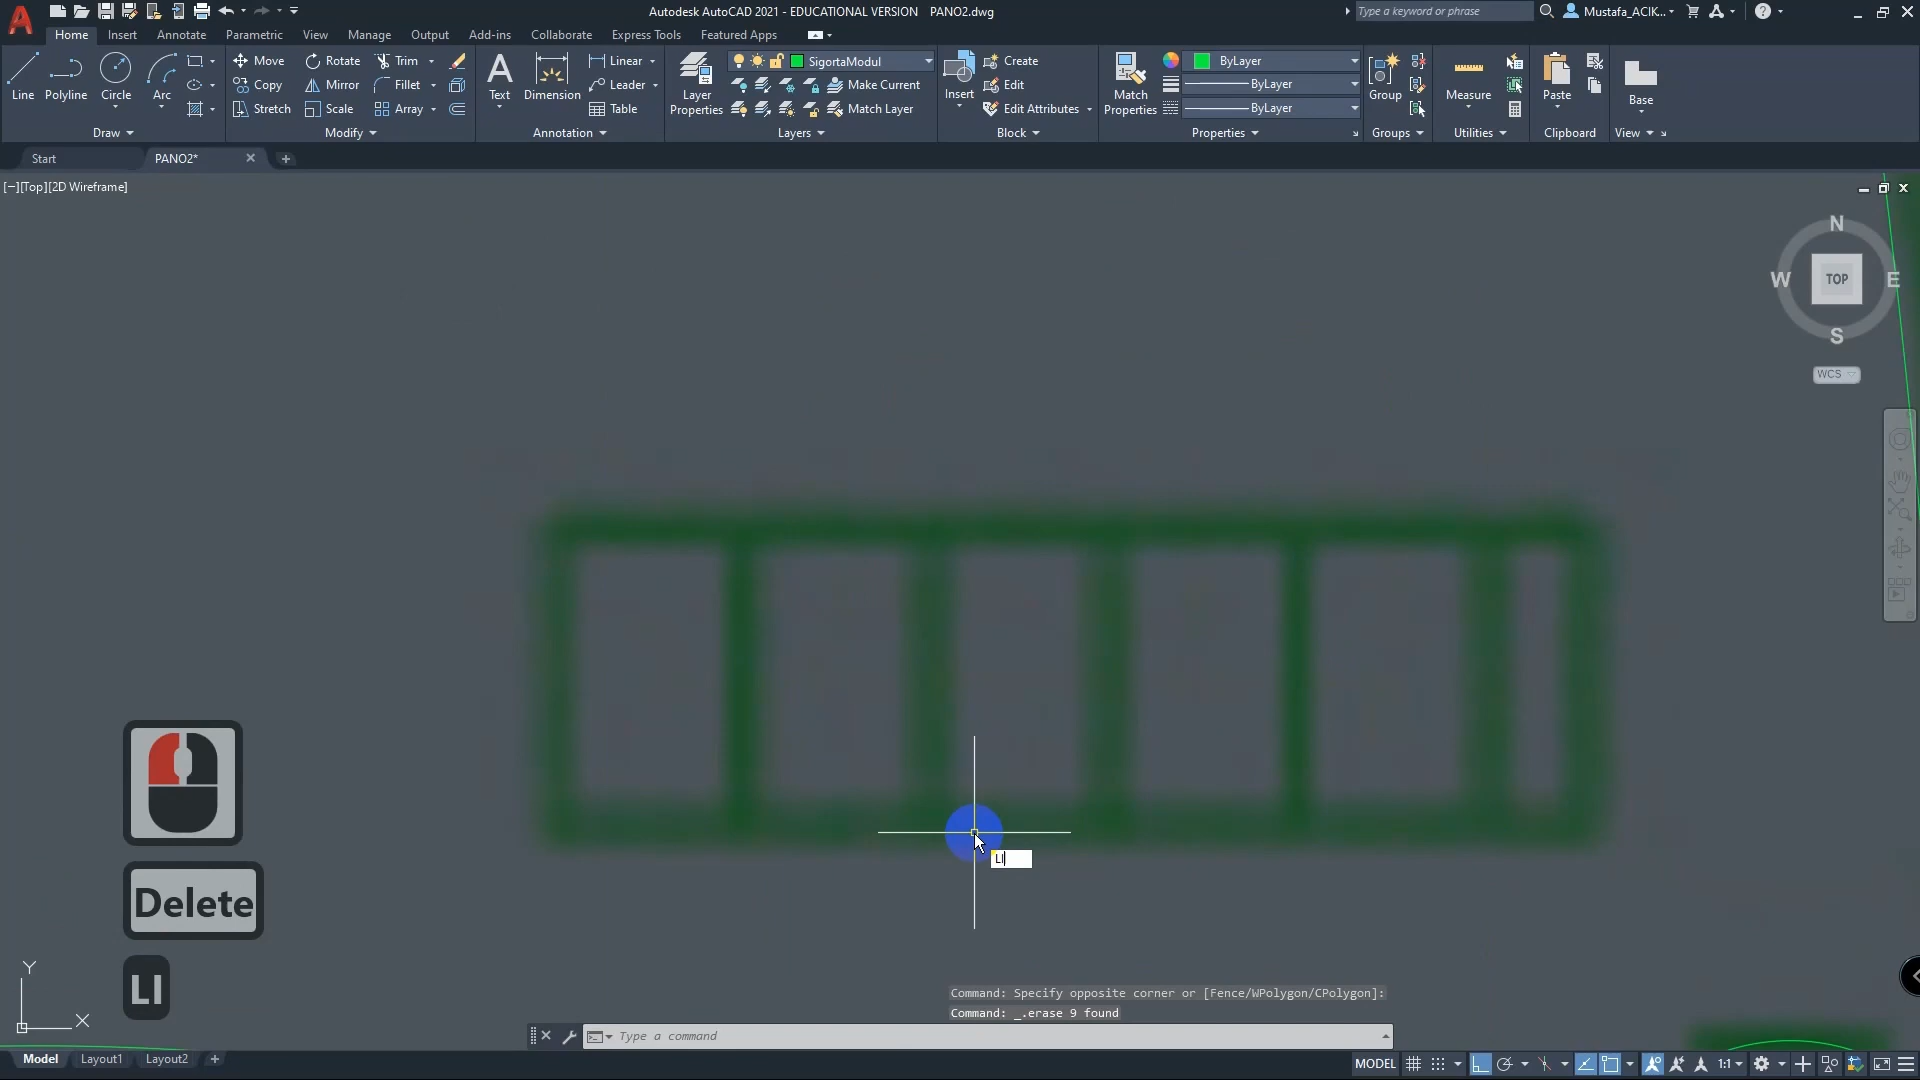 Autodesk AutoCAD 2021 - EDUCATIONAL VERSION PANO2.dwg
Type a keyword or phrase
Mustafa_ACIK...
Home Insert Annotate Parametric View Manage Output Add-ins Collaborate Express Tools Featured Apps
Move Rotate Trim Linear SigortaModul Create ByLayer
Line Polyline Circle Arc Copy Mirror Fillet Text Dimension Leader Layer Properties Make Current Insert Edit Match Properties ByLayer Group Measure Paste Base
Stretch Scale Array Table Match Layer Edit Attributes ByLayer
Draw Modify Annotation Layers Block Properties Groups Utilities Clipboard View
Start PANO2*
[−][Top][2D Wireframe]
N
W TOP E
S
WCS
LI
Delete
LI
Y
X
Command: Specify opposite corner or [Fence/WPolygon/CPolygon]:
Command: _.erase 9 found
Type a command
Model Layout1 Layout2 MODEL 1:1